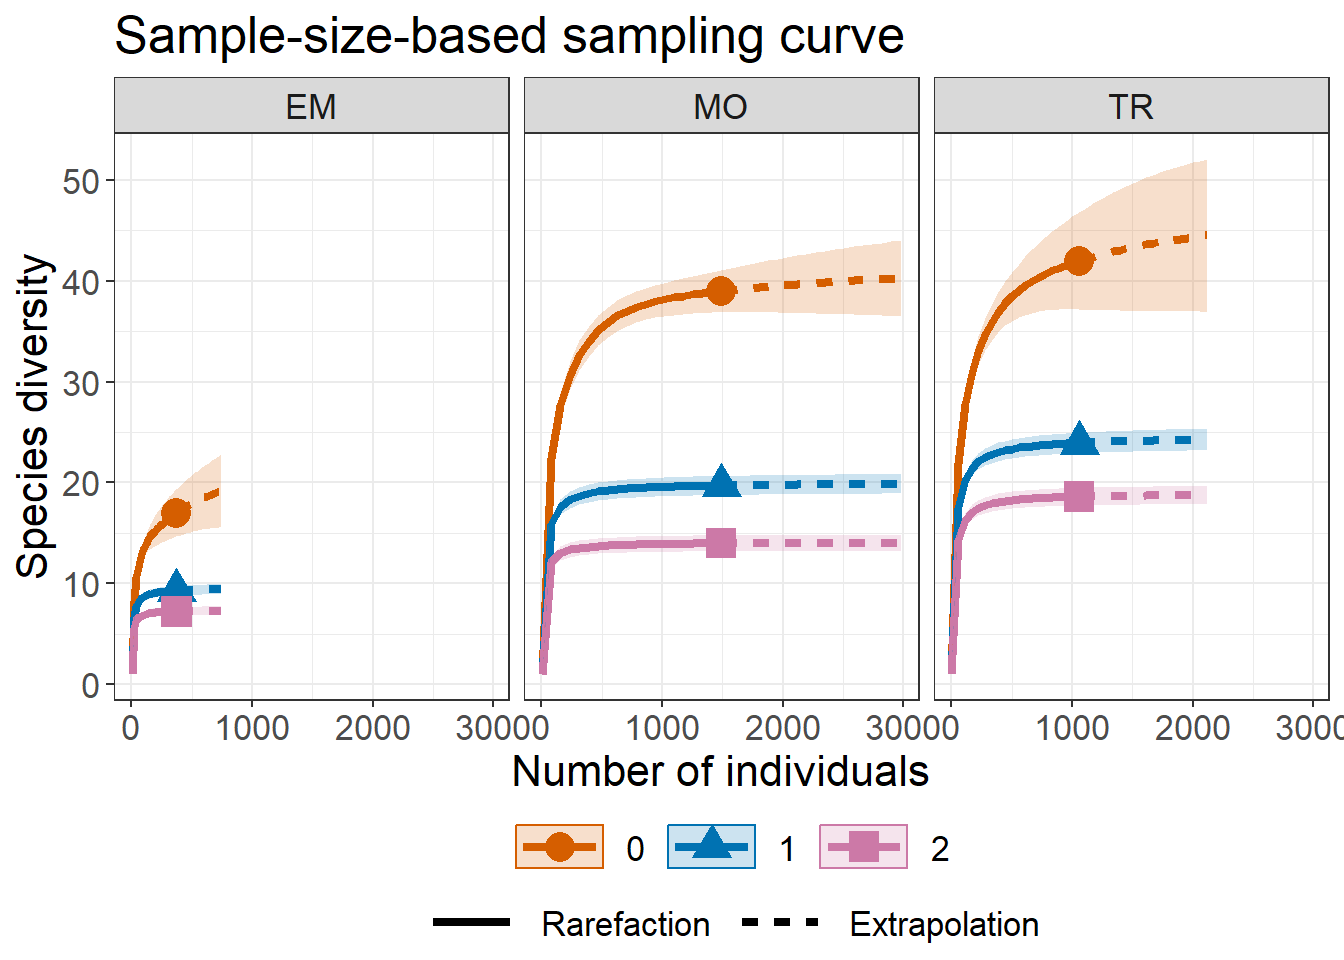 Sample-size-based sampling curve
EM MO TR
Species diversity
50
40
30
20
10
0
0 1000 2000 3000 0 1000 2000 3000 0 1000 2000 3000
Number of individuals
0 1 2
Rarefaction Extrapolation